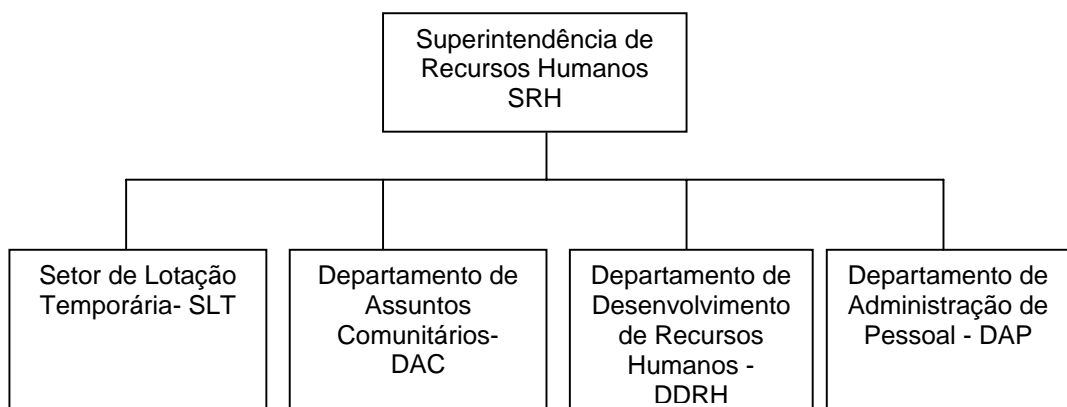 Superintendência de
Recursos Humanos
SRH
Setor de Lotação
Temporária- SLT
Departamento de
Assuntos
Comunitários-
DAC
Departamento de
Desenvolvimento
de Recursos
Humanos -
DDRH
Departamento de
Administração de
Pessoal - DAP